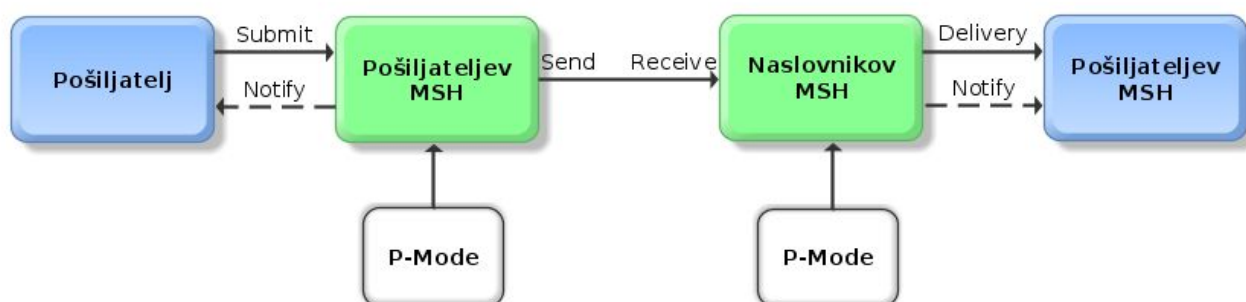 Pošiljatelj
Submit
Notify
Pošiljateljev
MSH
Send
Receive
Naslovnikov
MSH
Delivery
Notify
Pošiljateljev
MSH
P-Mode
P-Mode